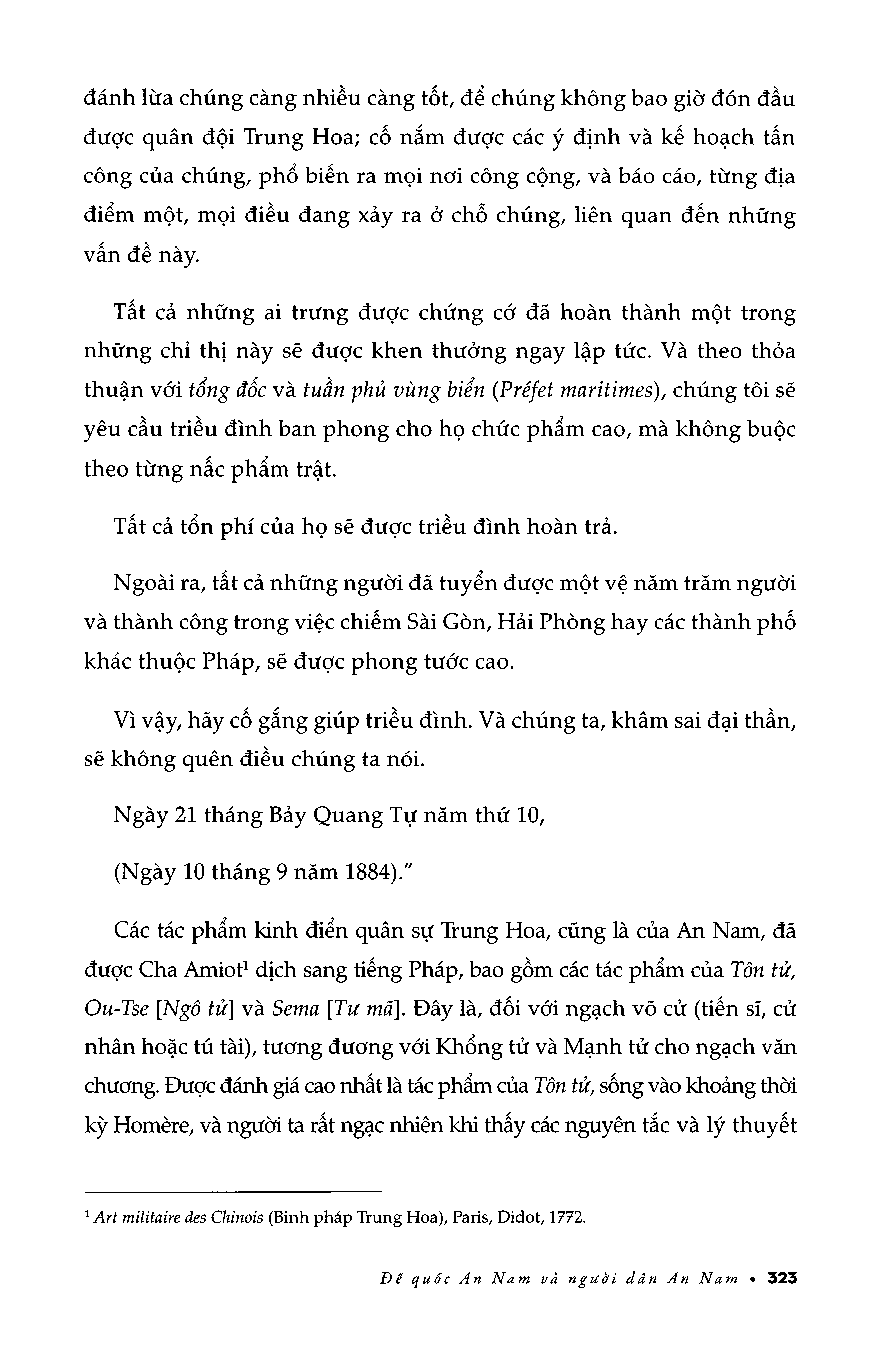 đánh lừa chúng càng nhiều càng tốt, để chúng không bao giờ đón đầu
được quân đội Trung Hoa; cố nắm được các ý định và kế hoạch tấn
công của chúng, phổ biến ra mọi nơi công cộng, và báo cáo, từng địa
điểm một, mọi điều đang xảy ra ở chỗ chúng, liên quan đến những
vấn đề này.
Tất cả những ai trưng được chứng cớ đã hoàn thành một trong
những chỉ thị này sẽ được khen thưởng ngay lập tức. Và theo thỏa
thuận với tổng đốc và tuần phủ vùng biển (Préfet maritimes), chúng tôi sẽ
yêu cầu triều đình ban phong cho họ chức phẩm cao, mà không buộc
theo từng nấc phẩm trật.
Tất cả tổn phí của họ sẽ được triều đình hoàn trả.
Ngoài ra, tất cả những người đã tuyển được một vệ năm trăm người
và thành công trong việc chiếm Sài Gòn, Hải Phòng hay các thành phố
khác thuộc Pháp, sẽ được phong tước cao.
Vì vậy, hãy cố gắng giúp triều đình. Và chúng ta, khâm sai đại thần,
sẽ không quên điều chúng ta nói.
Ngày 21 tháng Bảy Quang Tự năm thứ 10,
(Ngày 10 tháng 9 năm 1884)."
Các tác phẩm kinh điển quân sự Trung Hoa, cũng là của An Nam, đã
được Cha Amiot¹ dịch sang tiếng Pháp, bao gồm các tác phẩm của Tôn tử,
Ou-Tse [Ngô tử] và Sema [Tư mã]. Đây là, đối với ngạch võ cử (tiến sĩ, cử
nhân hoặc tú tài), tương đương với Khổng tử và Mạnh tử cho ngạch văn
chương. Được đánh giá cao nhất là tác phẩm của Tôn tử, sống vào khoảng thời
kỳ Homère, và người ta rất ngạc nhiên khi thấy các nguyên tắc và lý thuyết
¹ Art militaire des Chinois (Binh pháp Trung Hoa), Paris, Didot, 1772.
Đế quốc An Nam và người dân An Nam • 323